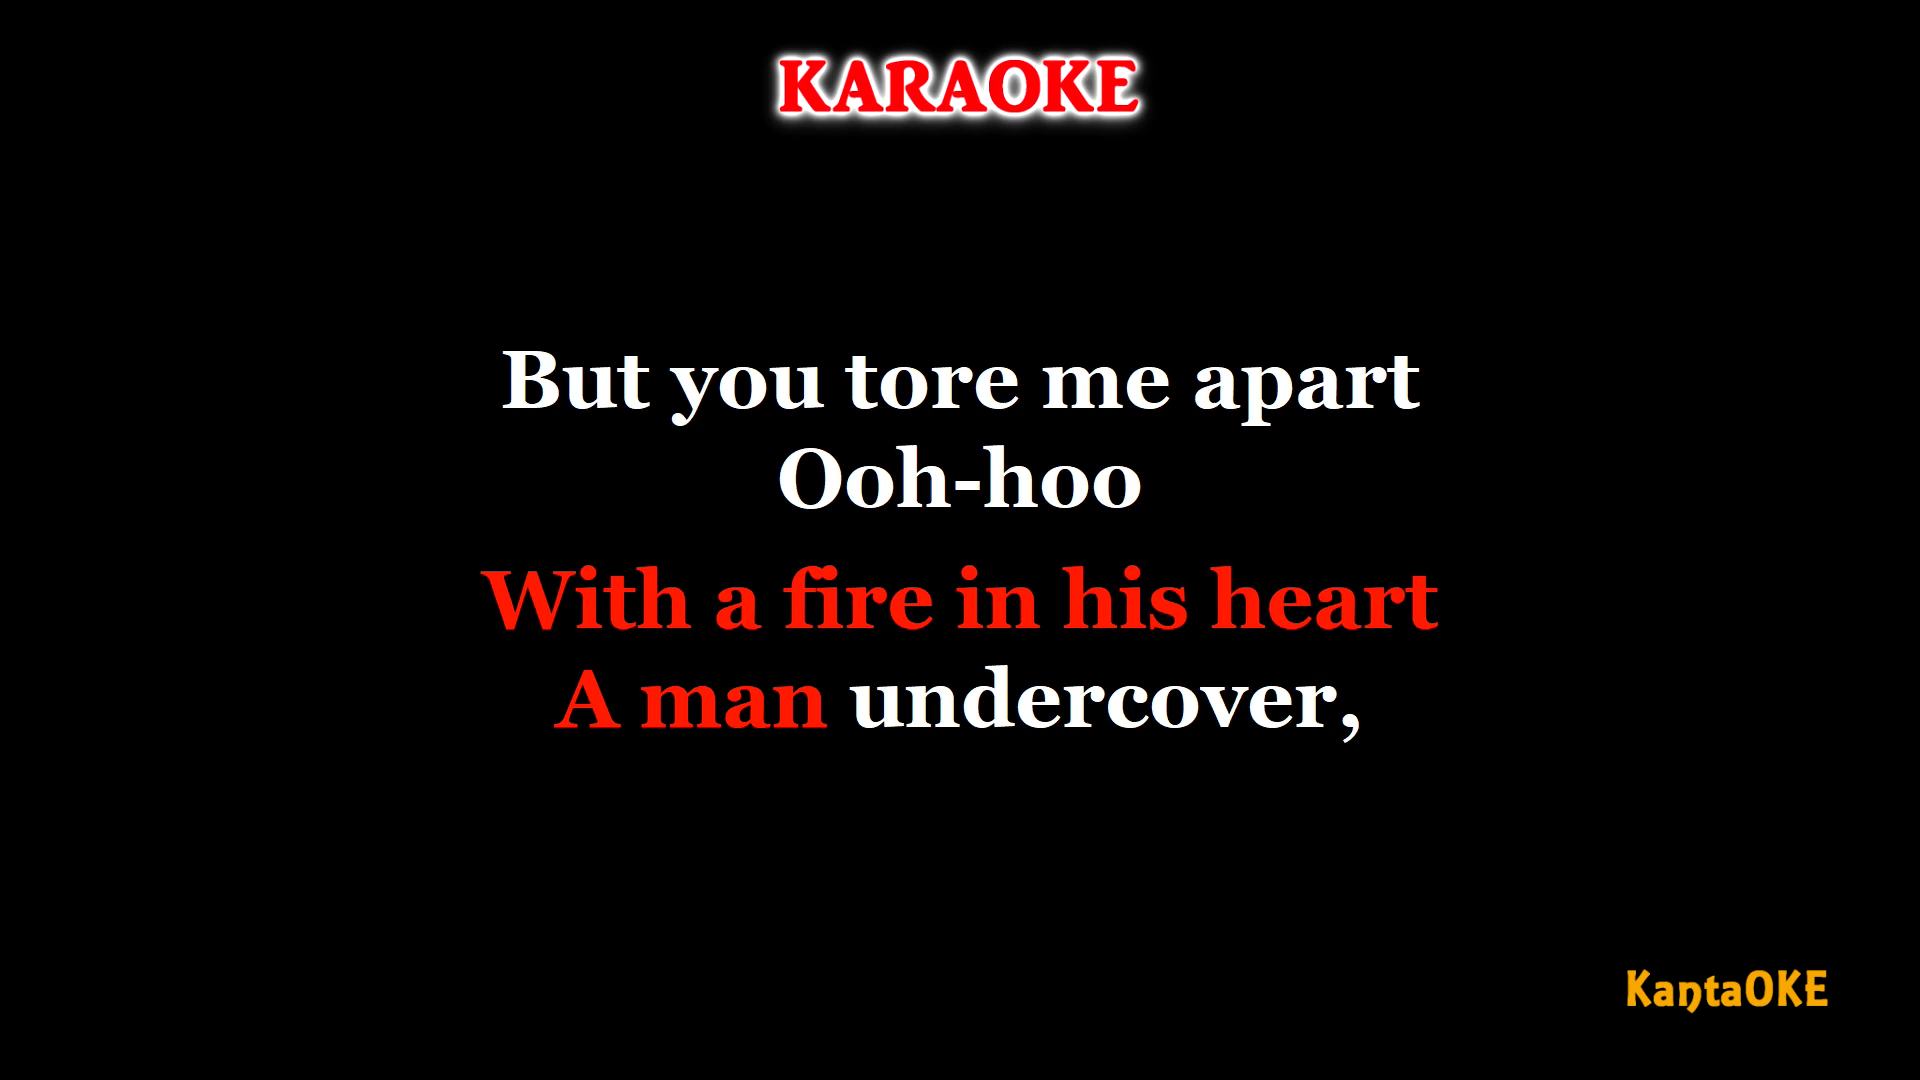 KARAOKE
But you tore me apart
Ooh-hoo
With a fire in his heart
A man undercover,
KantaOKE